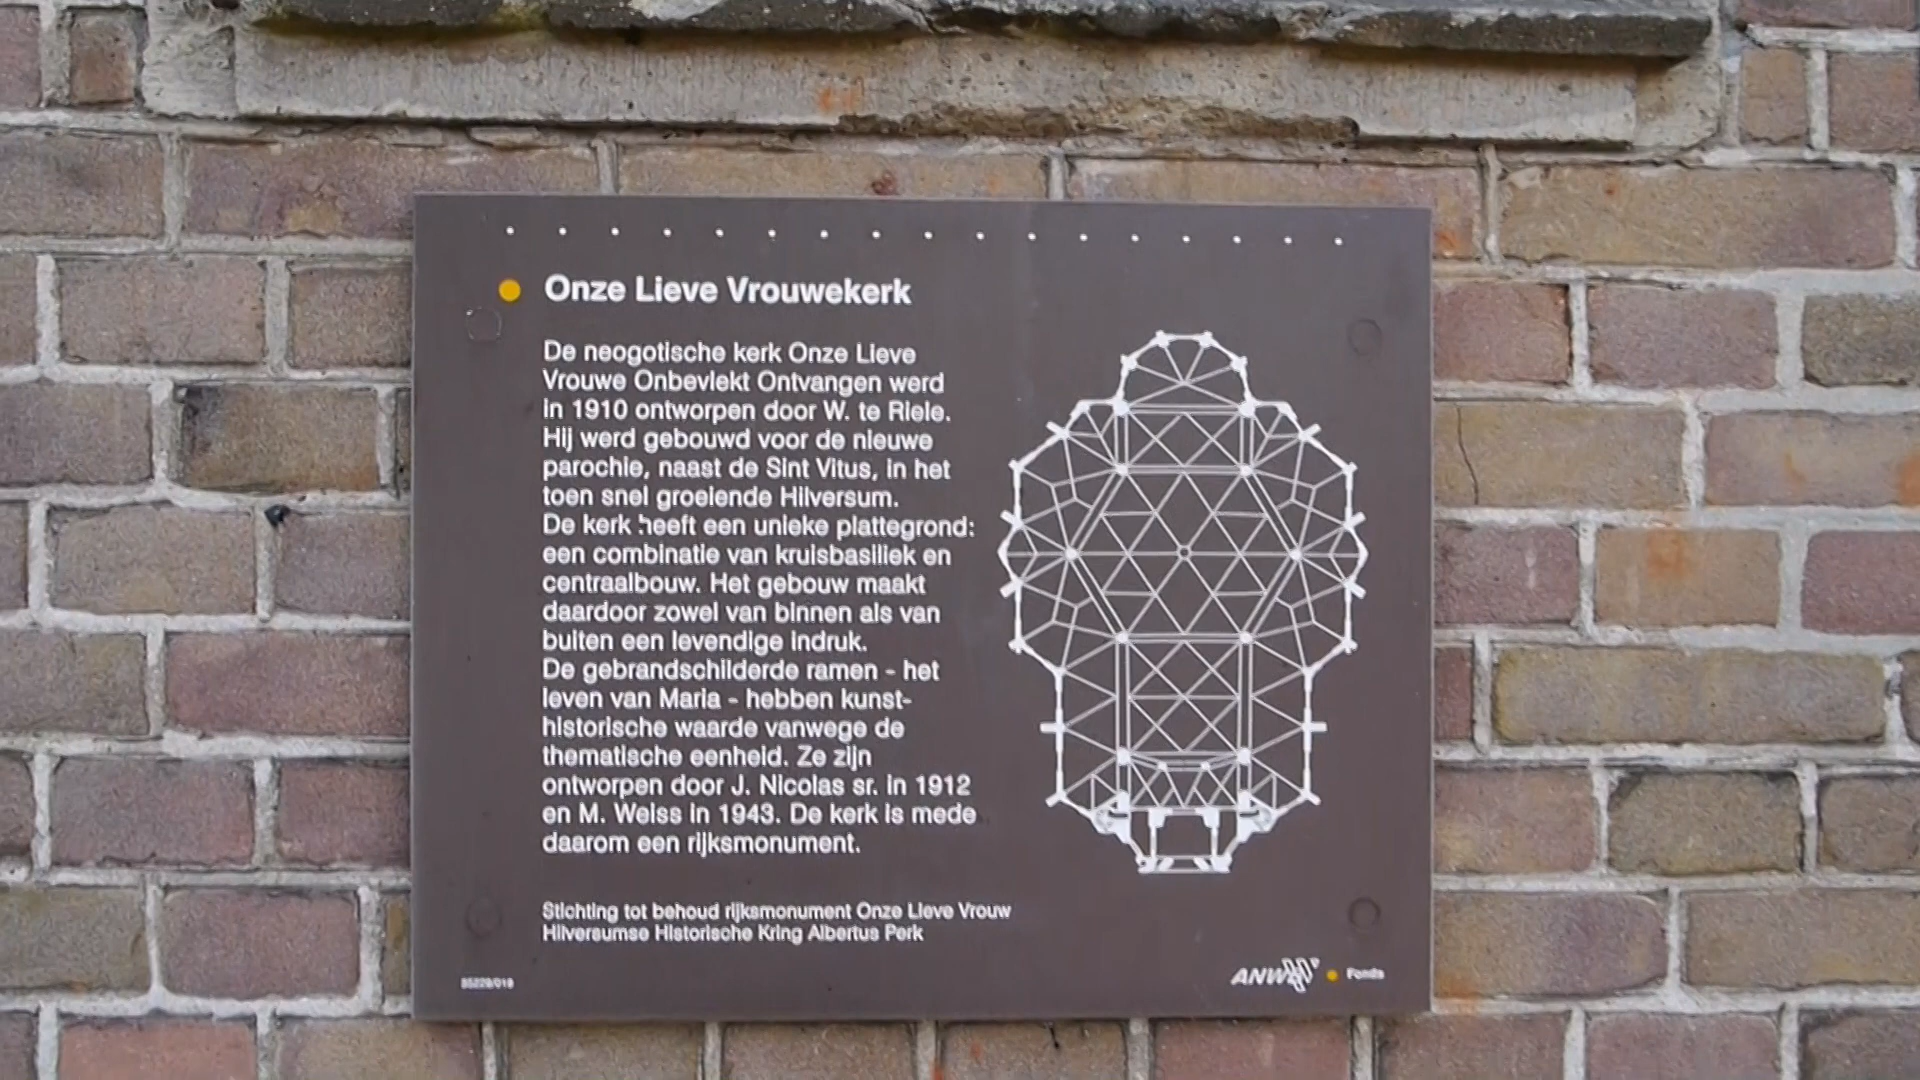 Onze Lieve Vrouwekerk
De neogotische kerk Onze Lieve
Vrouwe Onbevlekt Ontvangen werd
in 1910 ontworpen door W. te Riele.
Hij werd gebouwd voor de nieuwe
parochie, naast de Sint Vitus, in het
toen snel groeiende Hilversum.
De kerk heeft een unieke plattegrond:
een combinatie van kruisbasiliek en
centraalbouw. Het gebouw maakt
daardoor zowel van binnen als van
buiten een levendige indruk.
De gebrandschilderde ramen - het
leven van Maria - hebben kunst-
historische waarde vanwege de
thematische eenheid. Ze zijn
ontworpen door J. Nicolas sr. in 1912
en M. Weiss in 1943. De kerk is mede
daarom een rijksmonument.
Stichting tot behoud rijksmonument Onze Lieve Vrouw
Hilversumse Historische Kring Albertus Perk
ANWB Fonds